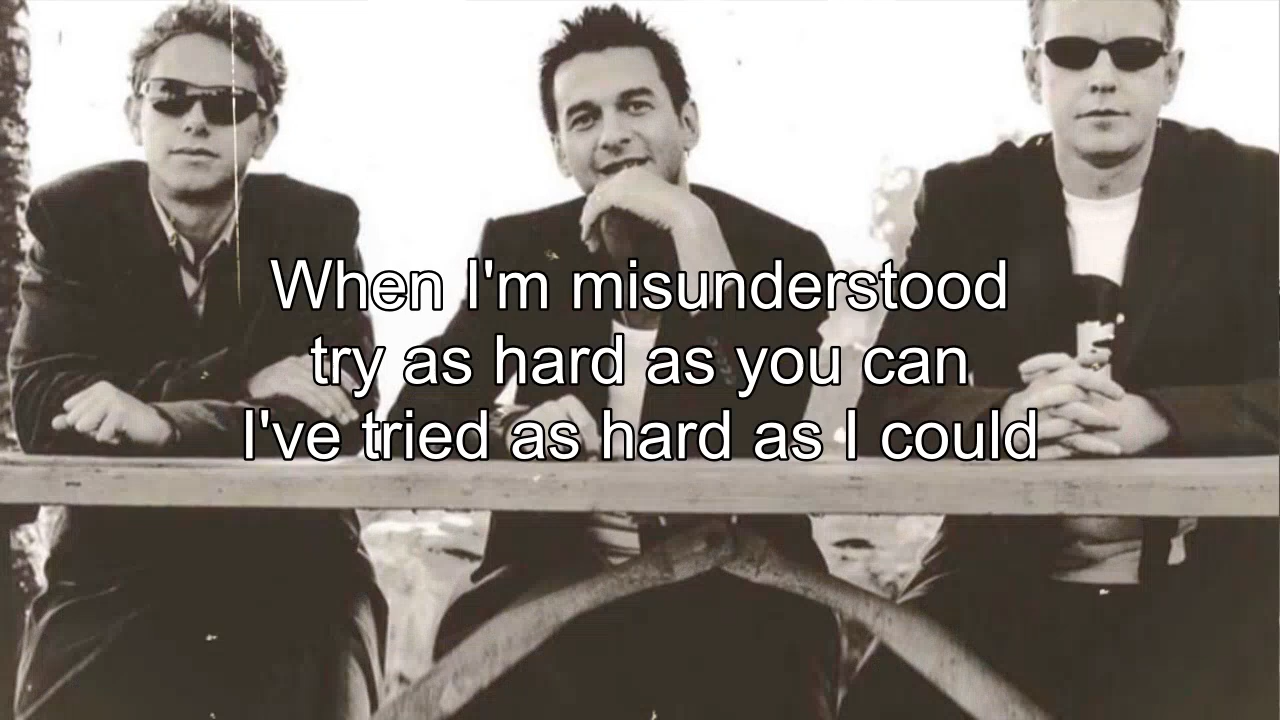 When I'm misunderstood
try as hard as you can
I've tried as hard as I could